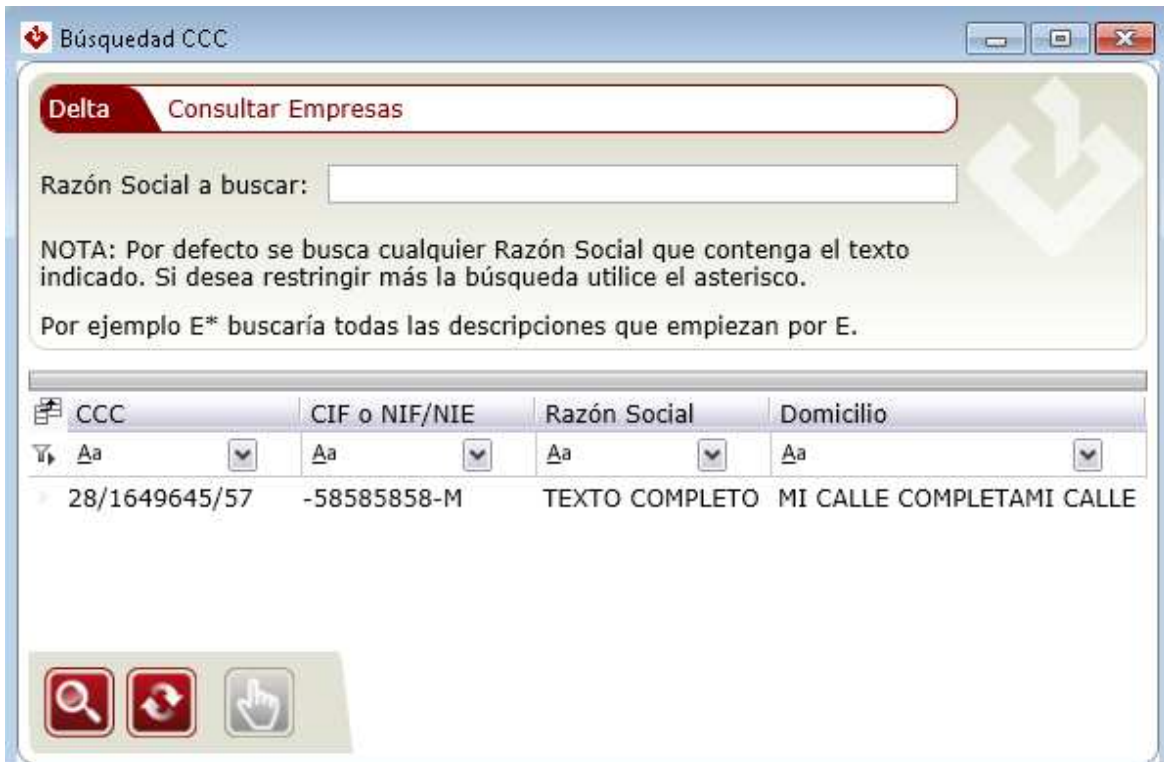 Búsquedad CCC
Delta Consultar Empresas
Razón Social a buscar:
NOTA: Por defecto se busca cualquier Razón Social que contenga el texto
indicado. Si desea restringir más la búsqueda utilice el asterisco.
Por ejemplo E* buscaría todas las descripciones que empiezan por E.
CCC CIF o NIF/NIE Razón Social Domicilio
Aa Aa Aa Aa
28/1649645/57 -58585858-M TEXTO COMPLETO MI CALLE COMPLETAMI CALLE